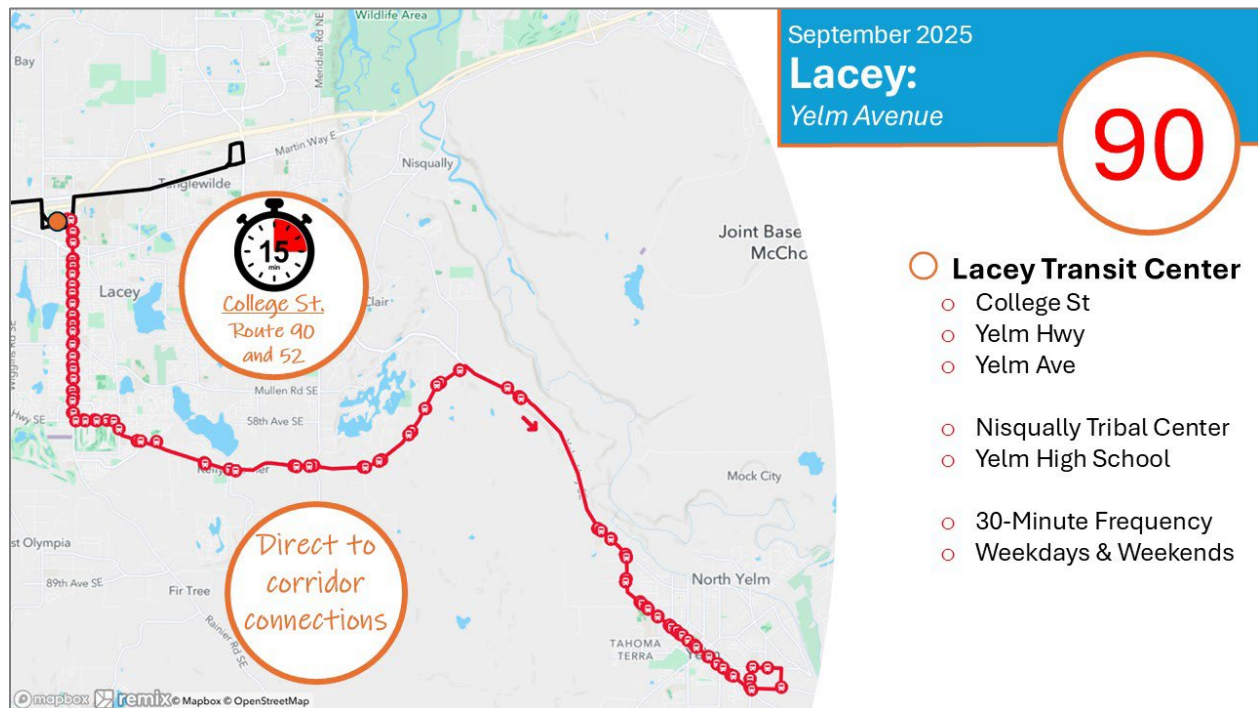 September 2025
Lacey:
Yelm Avenue
90
Lacey Transit Center
College St
Yelm Hwy
Yelm Ave
Nisqually Tribal Center
Yelm High School
30-Minute Frequency
Weekdays & Weekends
15
min
College St.
Route 90
and 52
Direct to
corridor
connections
Wildlife Area
Bay
Meridian Rd NE
Martin Way E
Nisqually
Tanglewilde
Joint Base
McCho
Lacey
Clair
Wiggins Rd SE
Mullen Rd SE
Hwy SE
58th Ave SE
Mock City
st Olympia
89th Ave SE
Fir Tree
Rainier Rd SE
North Yelm
TAHOMA
TERRA
Yelm
mapbox remix © Mapbox © OpenStreetMap